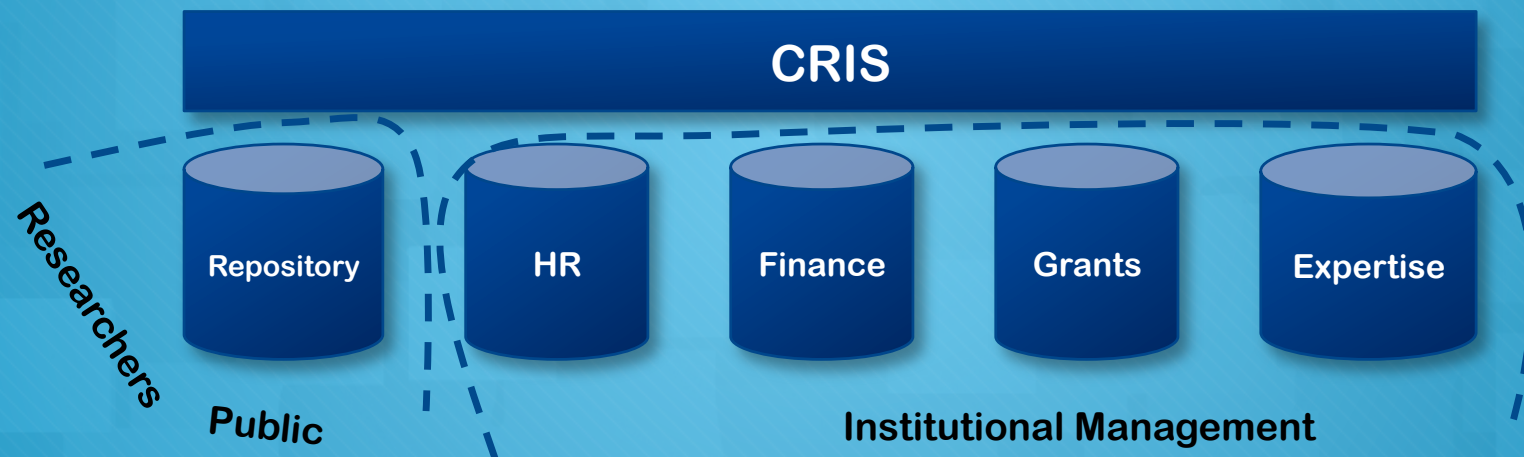 CRIS
Repository
HR
Finance
Grants
Expertise
Researchers
Public
Institutional Management